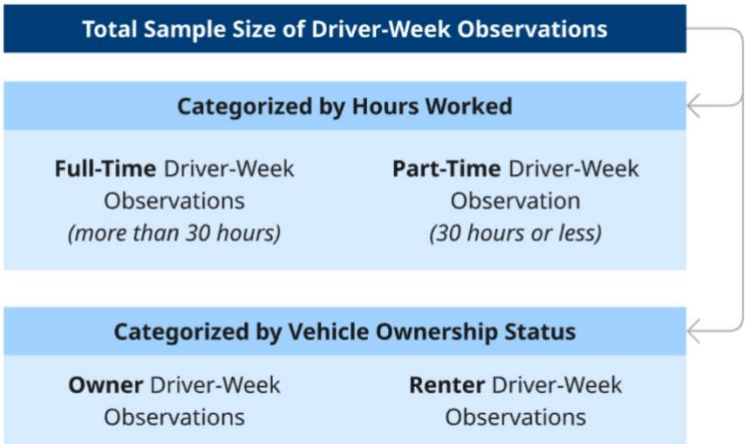 Total Sample Size of Driver-Week Observations
Categorized by Hours Worked
Full-Time Driver-Week
Observations
(more than 30 hours)
Part-Time Driver-Week
Observation
(30 hours or less)
Categorized by Vehicle Ownership Status
Owner Driver-Week
Observations
Renter Driver-Week
Observations